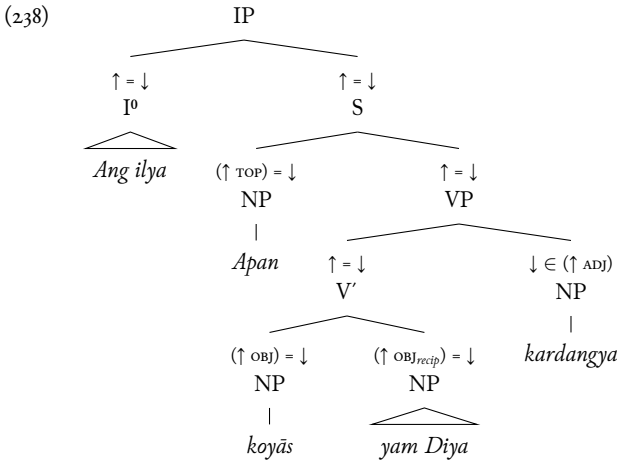 (238) IP
↑ = ↓ ↑ = ↓
I⁰ S
Ang ilya (↑ TOP) = ↓ ↑ = ↓
NP VP
Apan ↑ = ↓ ↓ ∈ (↑ ADJ)
V′ NP
(↑ OBJ) = ↓ (↑ OBJrecip) = ↓ kardangya
NP NP
koyās yam Diya